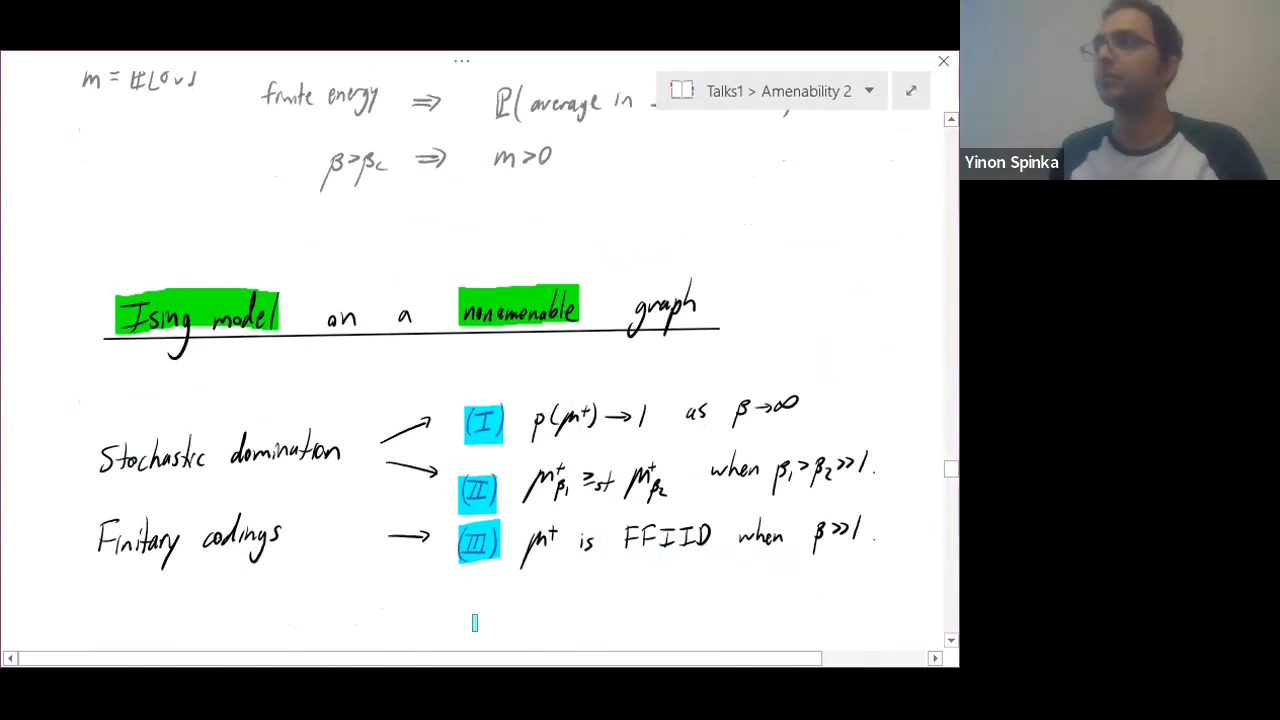 m = E[σv]
finite energy ⇒ P( average in
Talks1 > Amenability 2
β>βc ⇒ m>0
Yinon Spinka
Ising model on a nonamenable graph
(I) p(μ⁺) → 1 as β→∞
Stochastic domination
(II) μ⁺β₁ ≥st μ⁺β₂ when β₁>β₂≫1.
Finitary codings → (III) μ⁺ is FFIID when β≫1.